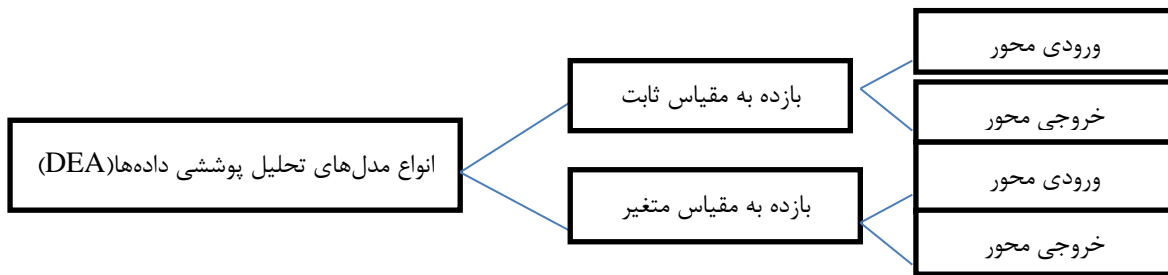 انواع مدل‌های تحلیل پوششی داده‌ها(DEA)
بازده به مقیاس ثابت
ورودی محور
خروجی محور
بازده به مقیاس متغیر
ورودی محور
خروجی محور